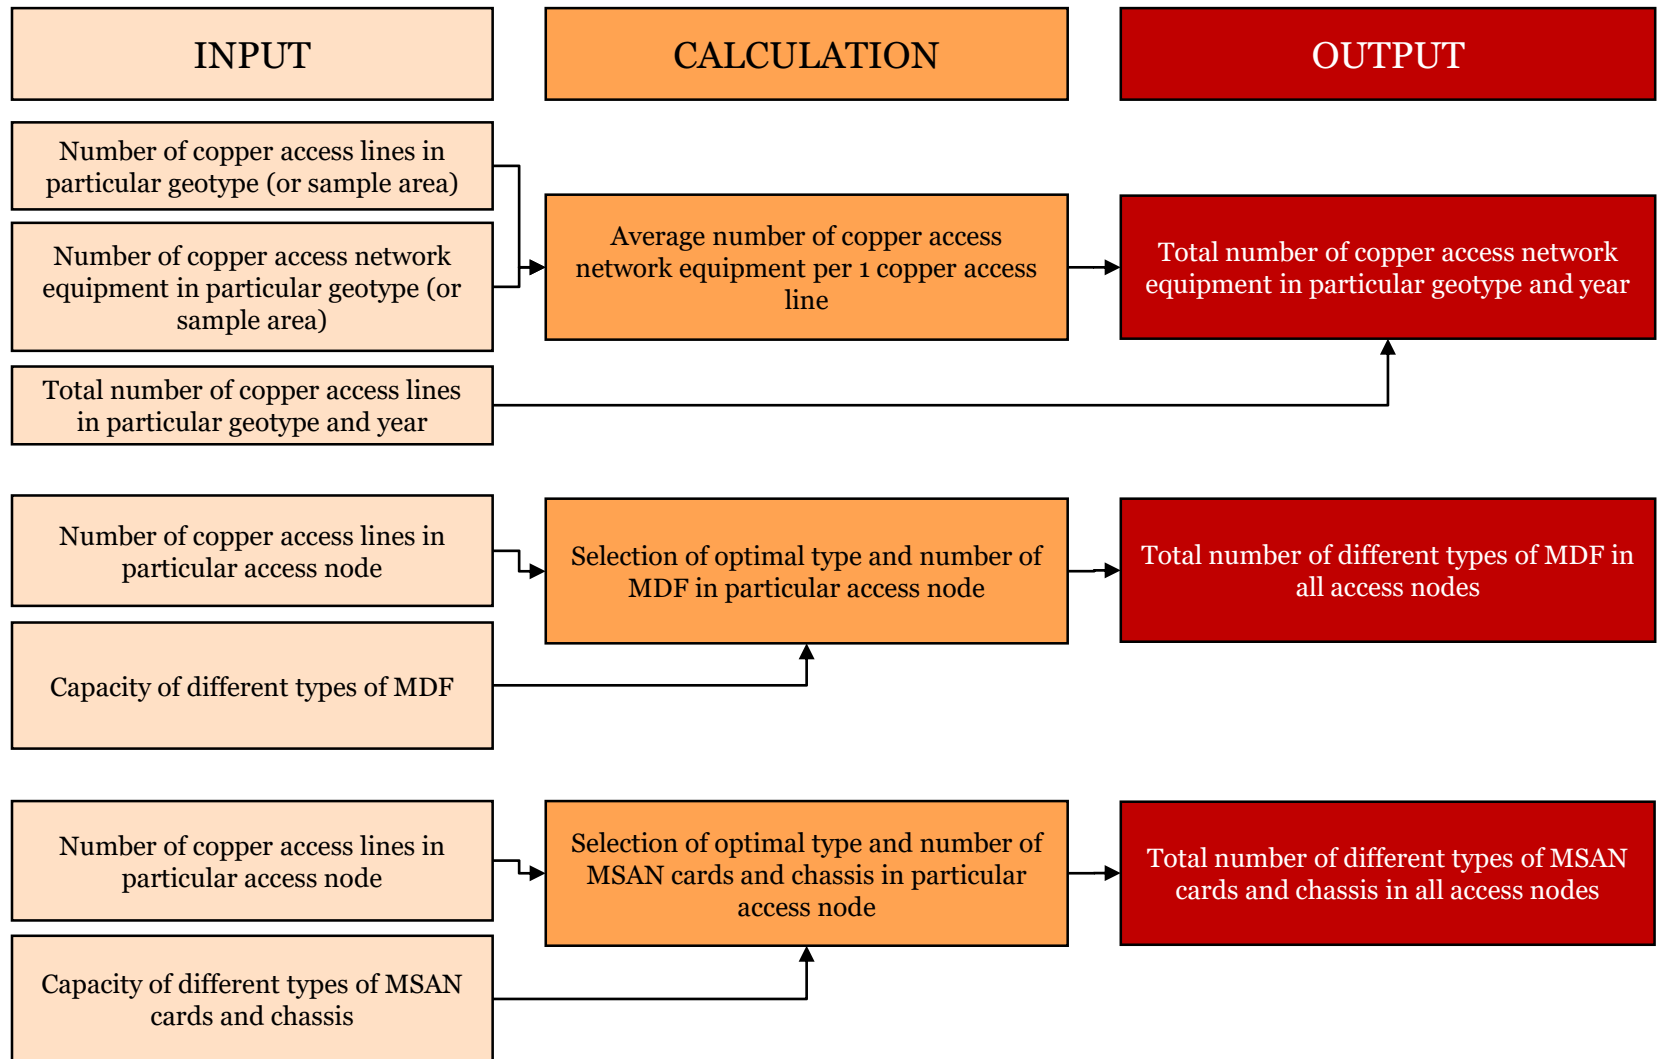 INPUT
CALCULATION
OUTPUT
Number of copper access lines in
particular geotype (or sample area)
Number of copper access network
equipment in particular geotype (or
sample area)
Average number of copper access
network equipment per 1 copper access
line
Total number of copper access network
equipment in particular geotype and year
Total number of copper access lines
in particular geotype and year
Number of copper access lines in
particular access node
Selection of optimal type and number of
MDF in particular access node
Total number of different types of MDF in
all access nodes
Capacity of different types of MDF
Number of copper access lines in
particular access node
Selection of optimal type and number of
MSAN cards and chassis in particular
access node
Total number of different types of MSAN
cards and chassis in all access nodes
Capacity of different types of MSAN
cards and chassis